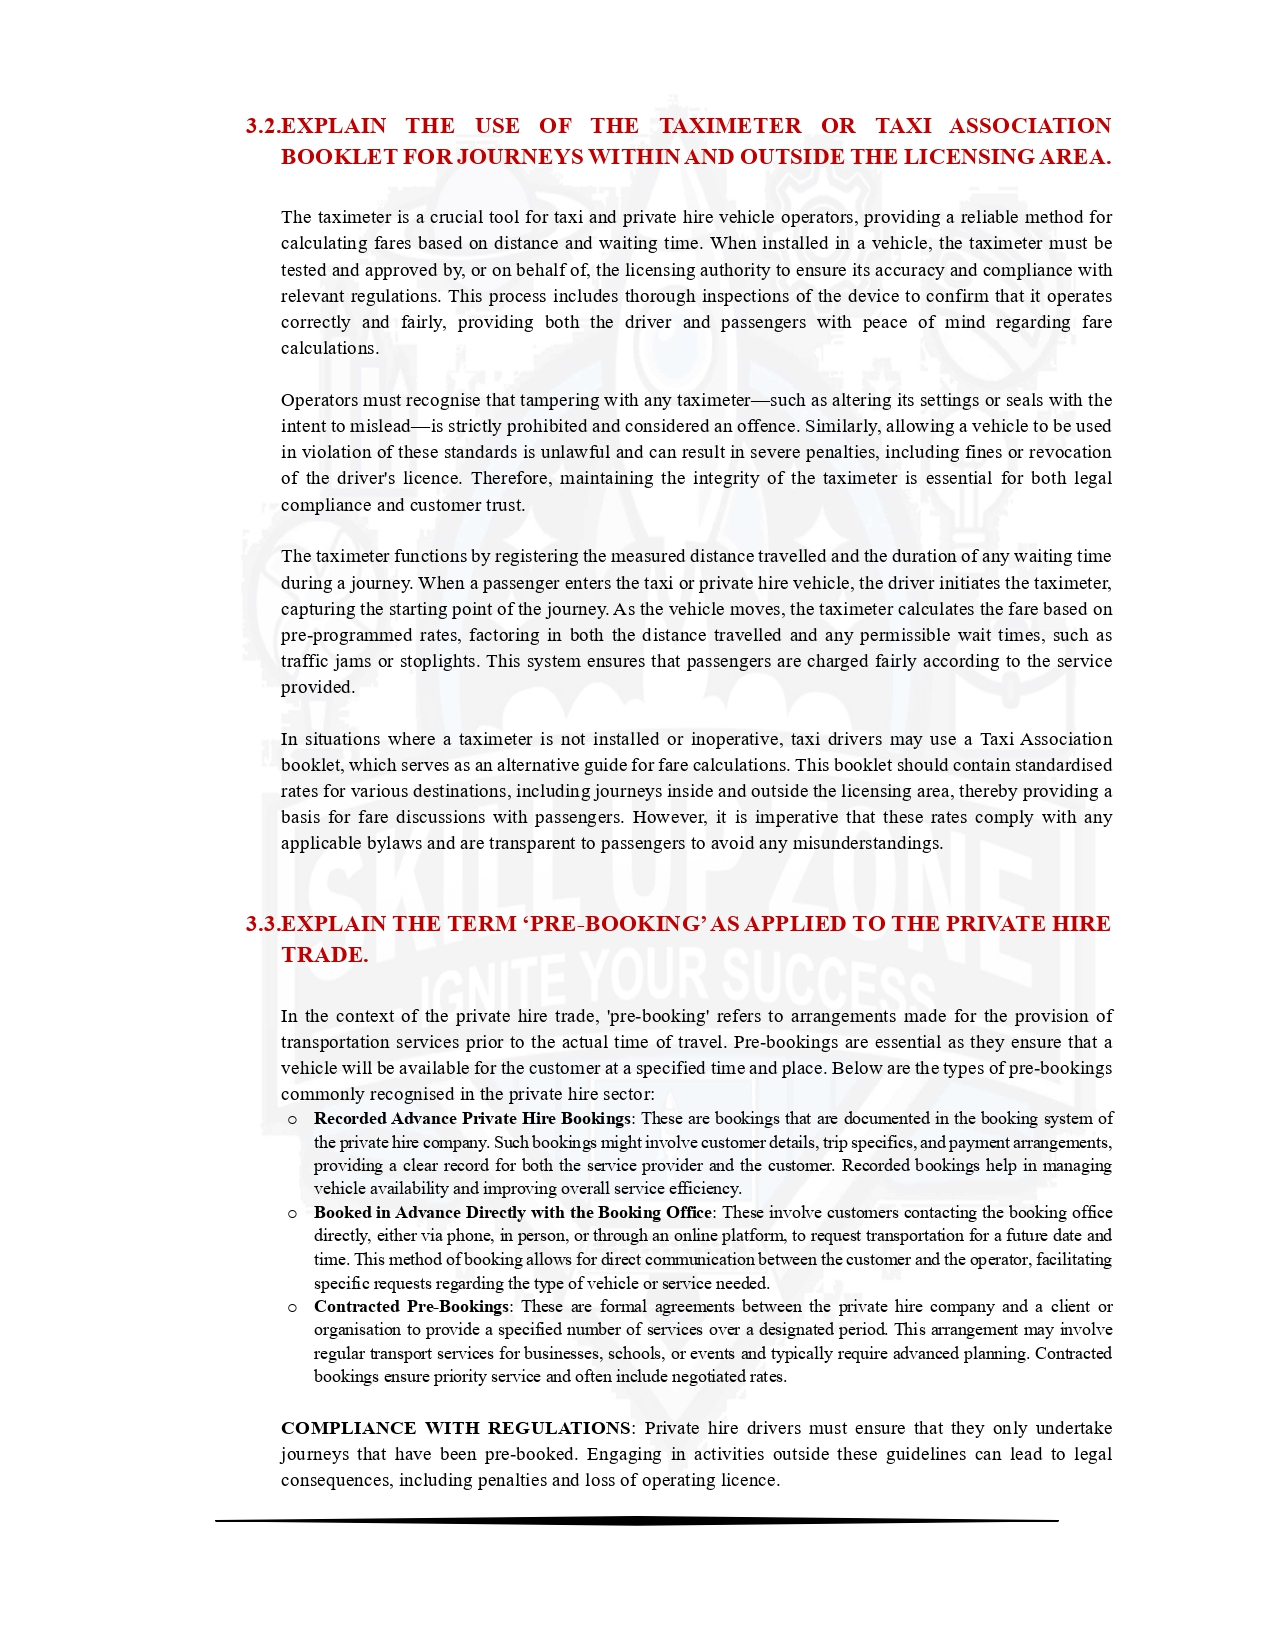 3.2.EXPLAIN THE USE OF THE TAXIMETER OR TAXI ASSOCIATION
BOOKLET FOR JOURNEYS WITHIN AND OUTSIDE THE LICENSING AREA.
The taximeter is a crucial tool for taxi and private hire vehicle operators, providing a reliable method for
calculating fares based on distance and waiting time. When installed in a vehicle, the taximeter must be
tested and approved by, or on behalf of, the licensing authority to ensure its accuracy and compliance with
relevant regulations. This process includes thorough inspections of the device to confirm that it operates
correctly and fairly, providing both the driver and passengers with peace of mind regarding fare
calculations.
Operators must recognise that tampering with any taximeter—such as altering its settings or seals with the
intent to mislead—is strictly prohibited and considered an offence. Similarly, allowing a vehicle to be used
in violation of these standards is unlawful and can result in severe penalties, including fines or revocation
of the driver's licence. Therefore, maintaining the integrity of the taximeter is essential for both legal
compliance and customer trust.
The taximeter functions by registering the measured distance travelled and the duration of any waiting time
during a journey. When a passenger enters the taxi or private hire vehicle, the driver initiates the taximeter,
capturing the starting point of the journey. As the vehicle moves, the taximeter calculates the fare based on
pre-programmed rates, factoring in both the distance travelled and any permissible wait times, such as
traffic jams or stoplights. This system ensures that passengers are charged fairly according to the service
provided.
In situations where a taximeter is not installed or inoperative, taxi drivers may use a Taxi Association
booklet, which serves as an alternative guide for fare calculations. This booklet should contain standardised
rates for various destinations, including journeys inside and outside the licensing area, thereby providing a
basis for fare discussions with passengers. However, it is imperative that these rates comply with any
applicable bylaws and are transparent to passengers to avoid any misunderstandings.
SKILL UP ZONE
3.3.EXPLAIN THE TERM ‘PRE-BOOKING’ AS APPLIED TO THE PRIVATE HIRE
TRADE.
IGNITE YOUR SUCCESS
In the context of the private hire trade, 'pre-booking' refers to arrangements made for the provision of
transportation services prior to the actual time of travel. Pre-bookings are essential as they ensure that a
vehicle will be available for the customer at a specified time and place. Below are the types of pre-bookings
commonly recognised in the private hire sector:
o Recorded Advance Private Hire Bookings: These are bookings that are documented in the booking system of
the private hire company. Such bookings might involve customer details, trip specifics, and payment arrangements,
providing a clear record for both the service provider and the customer. Recorded bookings help in managing
vehicle availability and improving overall service efficiency.
o Booked in Advance Directly with the Booking Office: These involve customers contacting the booking office
directly, either via phone, in person, or through an online platform, to request transportation for a future date and
time. This method of booking allows for direct communication between the customer and the operator, facilitating
specific requests regarding the type of vehicle or service needed.
o Contracted Pre-Bookings: These are formal agreements between the private hire company and a client or
organisation to provide a specified number of services over a designated period. This arrangement may involve
regular transport services for businesses, schools, or events and typically require advanced planning. Contracted
bookings ensure priority service and often include negotiated rates.
COMPLIANCE WITH REGULATIONS: Private hire drivers must ensure that they only undertake
journeys that have been pre-booked. Engaging in activities outside these guidelines can lead to legal
consequences, including penalties and loss of operating licence.